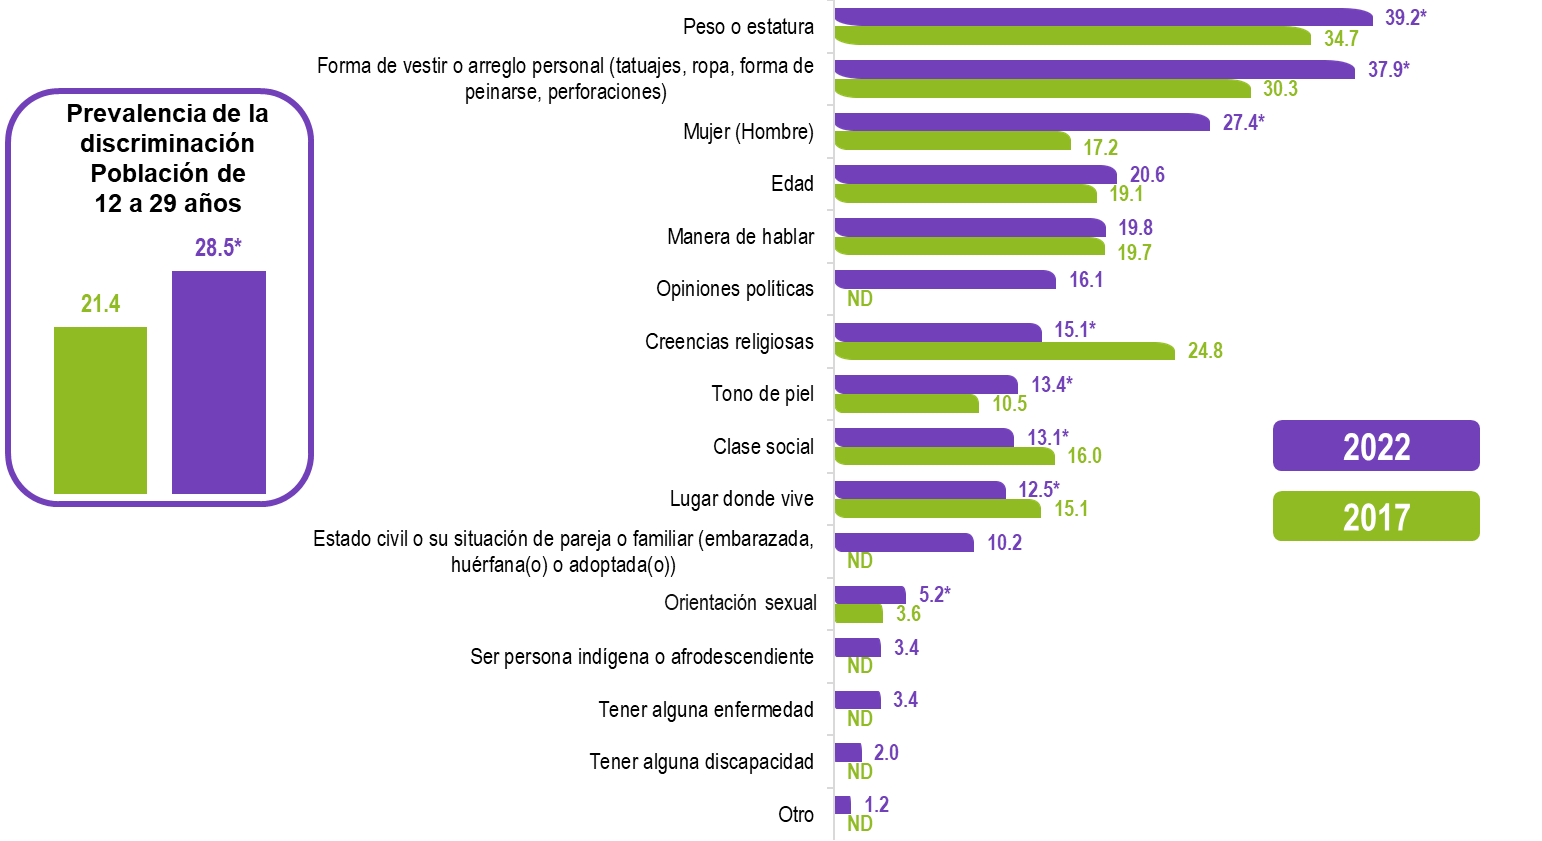 Prevalencia de la
discriminación
Población de
12 a 29 años
21.4
28.5*
Peso o estatura
39.2*
34.7
Forma de vestir o arreglo personal (tatuajes, ropa, forma de
peinarse, perforaciones)
37.9*
30.3
Mujer (Hombre)
27.4*
17.2
Edad
20.6
19.1
Manera de hablar
19.8
19.7
Opiniones políticas
16.1
ND
Creencias religiosas
15.1*
24.8
Tono de piel
13.4*
10.5
Clase social
13.1*
16.0
Lugar donde vive
12.5*
15.1
Estado civil o su situación de pareja o familiar (embarazada,
huérfana(o) o adoptada(o))
10.2
ND
Orientación sexual
5.2*
3.6
Ser persona indígena o afrodescendiente
3.4
ND
Tener alguna enfermedad
3.4
ND
Tener alguna discapacidad
2.0
ND
Otro
1.2
ND
2022
2017